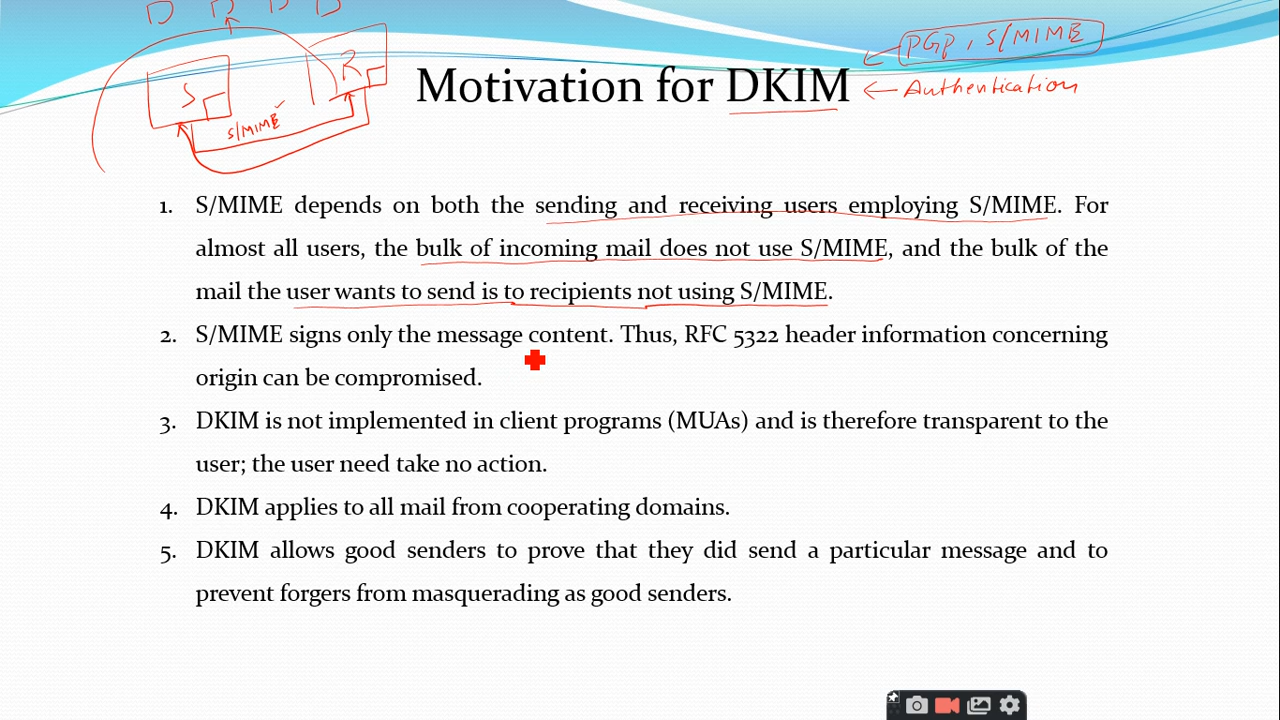 D D D D
PGP, S/MIME
S R
Motivation for DKIM
← Authentication
S/MIME
1. S/MIME depends on both the sending and receiving users employing S/MIME. For
almost all users, the bulk of incoming mail does not use S/MIME, and the bulk of the
mail the user wants to send is to recipients not using S/MIME.
2. S/MIME signs only the message content. Thus, RFC 5322 header information concerning
origin can be compromised.
3. DKIM is not implemented in client programs (MUAs) and is therefore transparent to the
user; the user need take no action.
4. DKIM applies to all mail from cooperating domains.
5. DKIM allows good senders to prove that they did send a particular message and to
prevent forgers from masquerading as good senders.